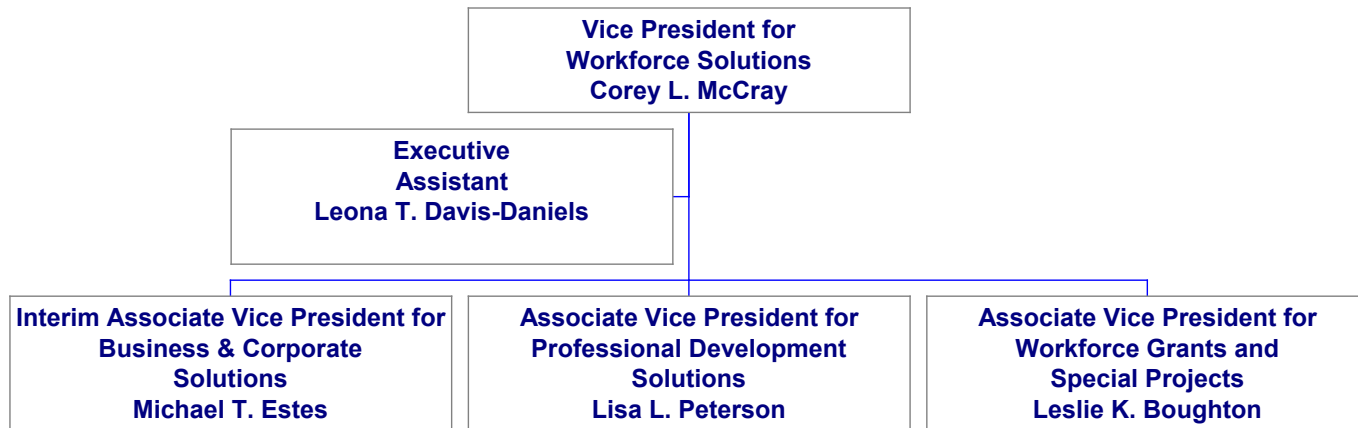 Vice President for
Workforce Solutions
Corey L. McCray
Executive
Assistant
Leona T. Davis-Daniels
Interim Associate Vice President for
Business & Corporate
Solutions
Michael T. Estes
Associate Vice President for
Professional Development
Solutions
Lisa L. Peterson
Associate Vice President for
Workforce Grants and
Special Projects
Leslie K. Boughton